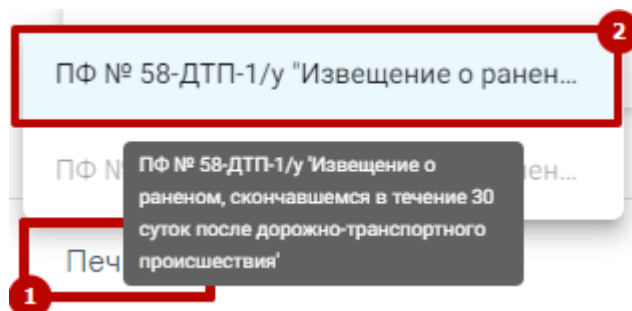 2
ПФ № 58-ДТП-1/у "Извещение о ранен...
ПФ № 58-ДТП-1/у "Извещение о
раненом, скончавшемся в течение 30
суток после дорожно-транспортного
происшествия"
ПФ № ен...
Печ
1